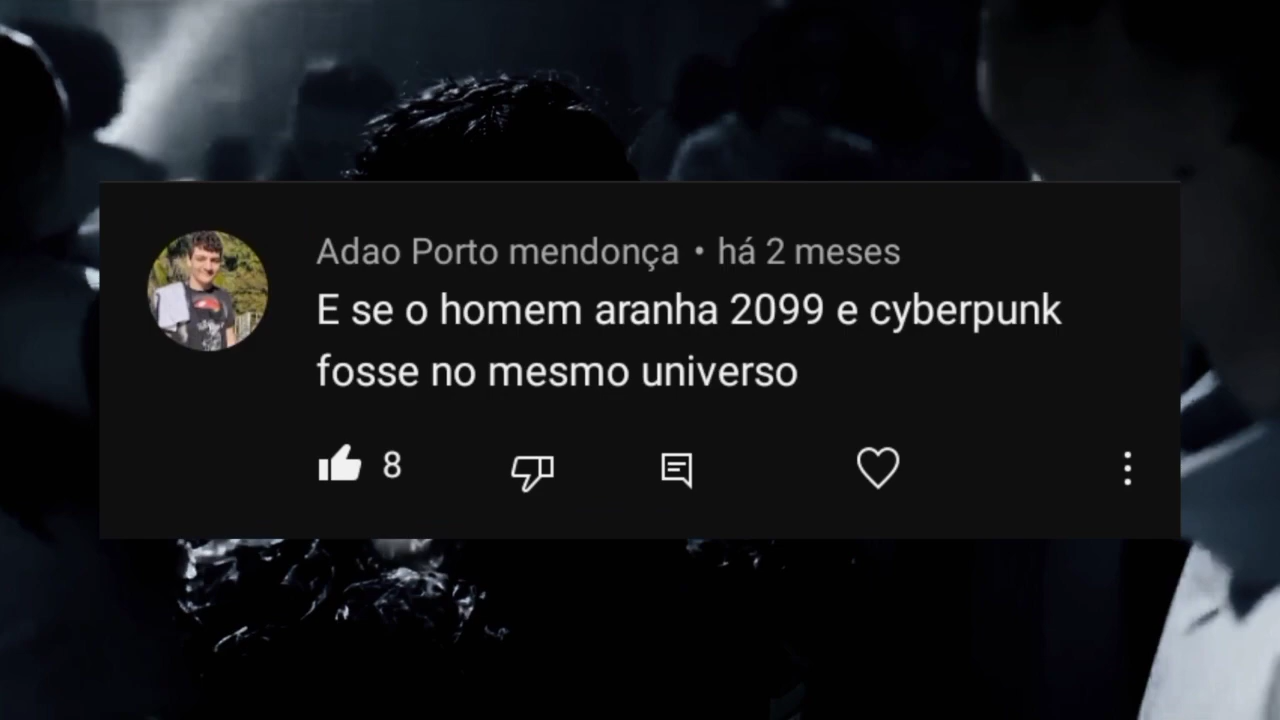 Adao Porto mendonça • há 2 meses
E se o homem aranha 2099 e cyberpunk
fosse no mesmo universo
8